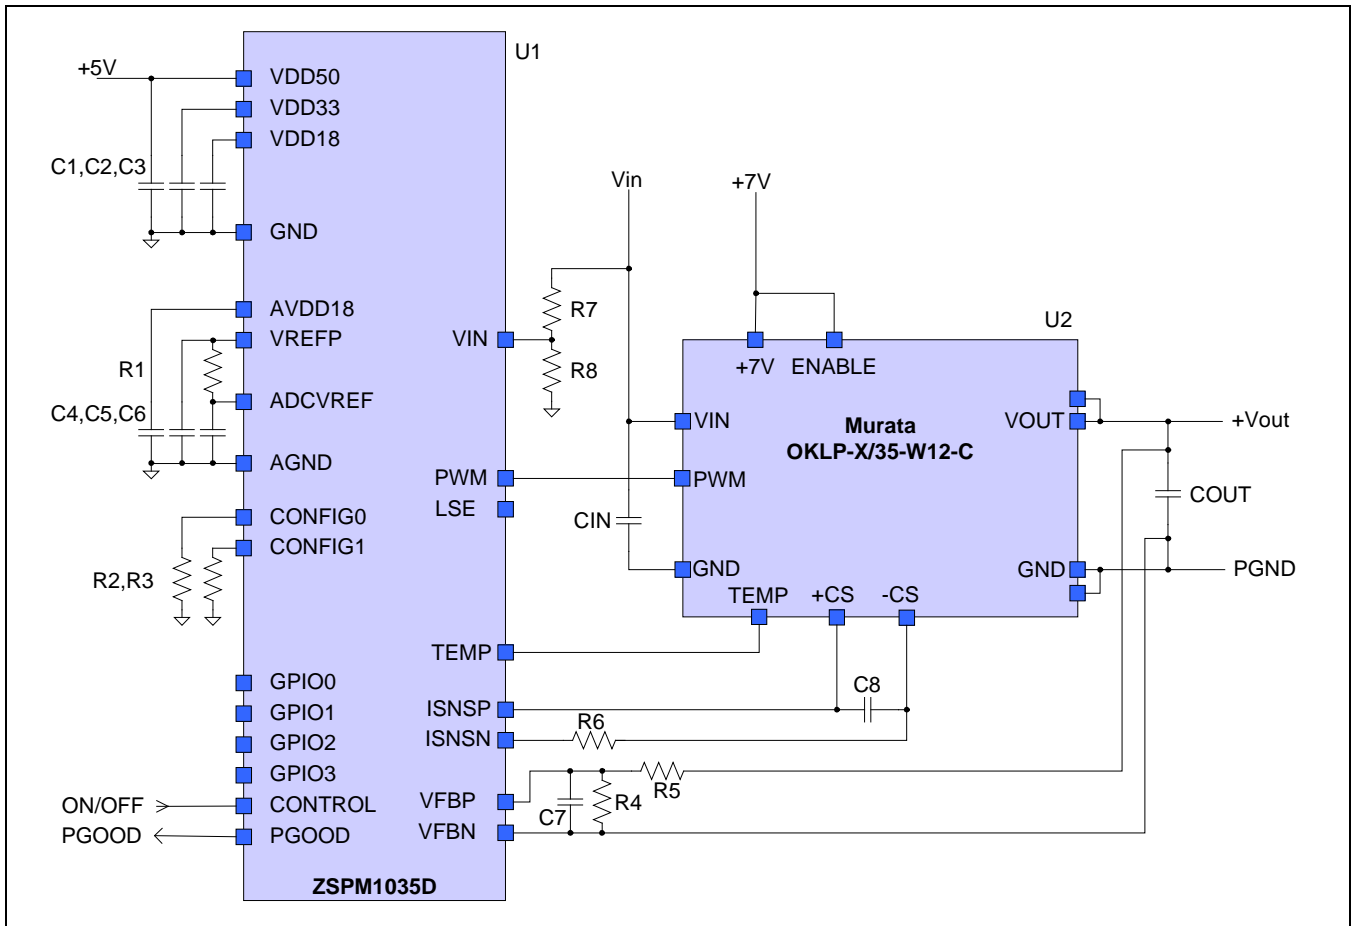 U1
+5V
VDD50
VDD33
VDD18
C1,C2,C3
GND
AVDD18
VREFP
R1
ADCVREF
C4,C5,C6
AGND
CONFIG0
CONFIG1
R2,R3
GPIO0
GPIO1
GPIO2
GPIO3
ON/OFF
CONTROL
PGOOD
PGOOD
VIN
PWM
LSE
TEMP
ISNSP
ISNSN
VFBP
VFBN
ZSPM1035D
Vin
+7V
R7
R8
CIN
U2
+7V
ENABLE
VIN
Murata
OKLP-X/35-W12-C
VOUT
+Vout
PWM
COUT
GND
GND
PGND
TEMP
+CS
-CS
C8
R6
R5
C7
R4